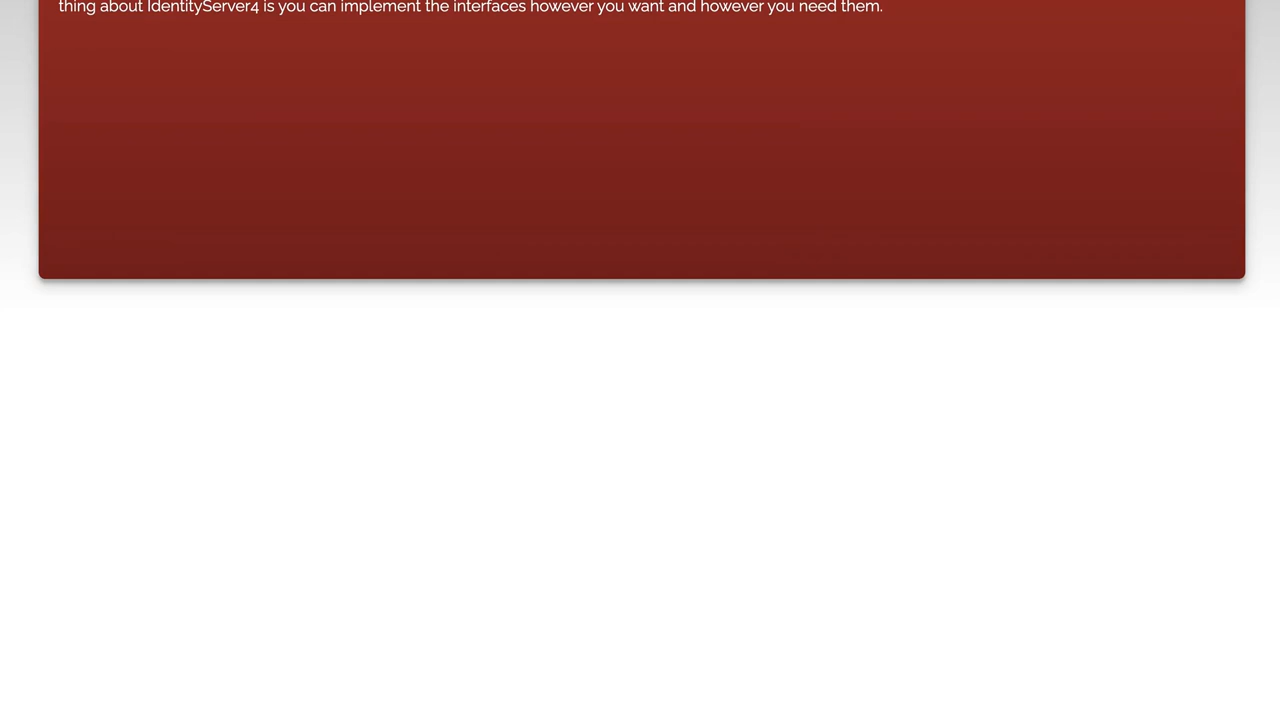 thing about IdentityServer4 is you can implement the interfaces however you want and however you need them.